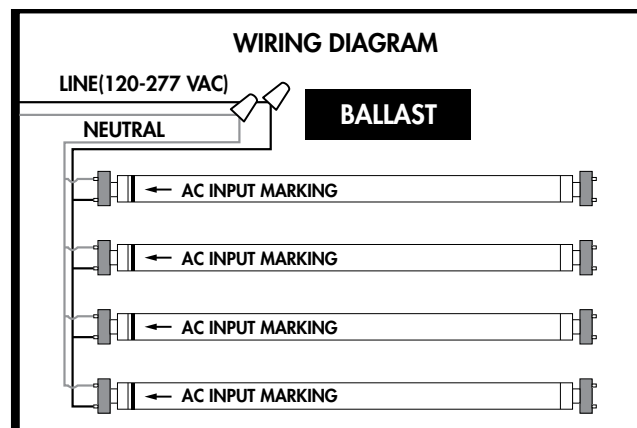 WIRING DIAGRAM
LINE(120-277 VAC)
BALLAST
NEUTRAL
AC INPUT MARKING
AC INPUT MARKING
AC INPUT MARKING
AC INPUT MARKING